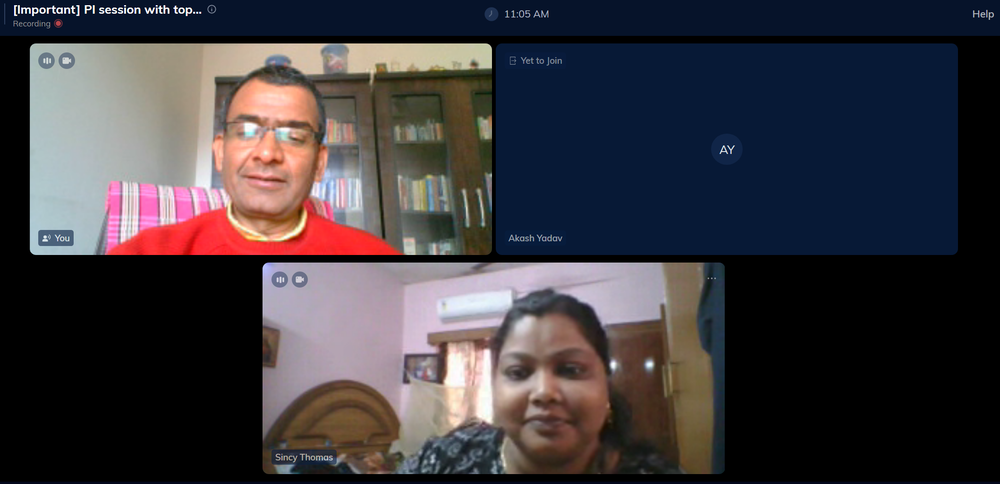 [Important] PI session with top...
Recording
11:05 AM
Help
You
Yet to Join
AY
Akash Yadav
Sincy Thomas